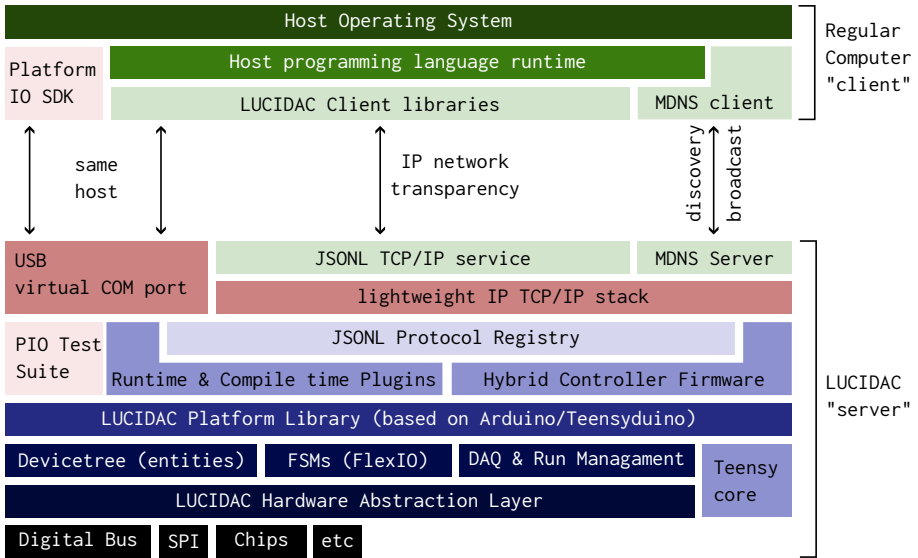 Host Operating System
Platform
IO SDK
Host programming language runtime
LUCIDAC Client libraries
MDNS client
Regular
Computer
"client"
same
host
IP network
transparency
discovery
broadcast
USB
virtual COM port
JSONL TCP/IP service
MDNS Server
lightweight IP TCP/IP stack
PIO Test
Suite
JSONL Protocol Registry
Runtime & Compile time Plugins
Hybrid Controller Firmware
LUCIDAC
"server"
LUCIDAC Platform Library (based on Arduino/Teensyduino)
Devicetree (entities)
FSMs (FlexIO)
DAQ & Run Managament
Teensy
core
LUCIDAC Hardware Abstraction Layer
Digital Bus
SPI
Chips
etc